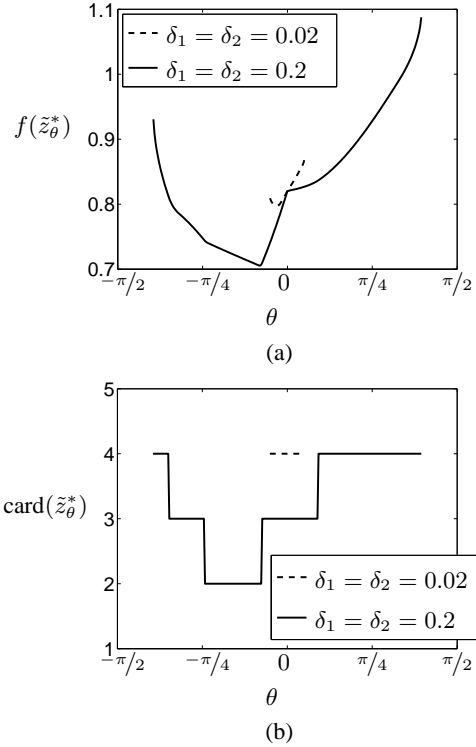 1.1
δ₁ = δ₂ = 0.02
δ₁ = δ₂ = 0.2
1
f(z̃*_θ)
0.9
0.8
0.7
−π/2 −π/4 0 π/4 π/2
θ
(a)
5
4
card(z̃*_θ)
3
2
δ₁ = δ₂ = 0.02
δ₁ = δ₂ = 0.2
1
−π/2 −π/4 0 π/4 π/2
θ
(b)